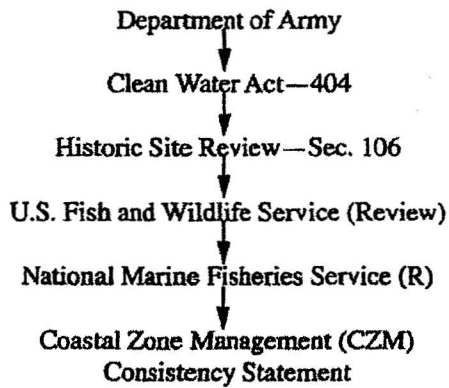 Department of Army
Clean Water Act—404
Historic Site Review—Sec. 106
U.S. Fish and Wildlife Service (Review)
National Marine Fisheries Service (R)
Coastal Zone Management (CZM)
Consistency Statement